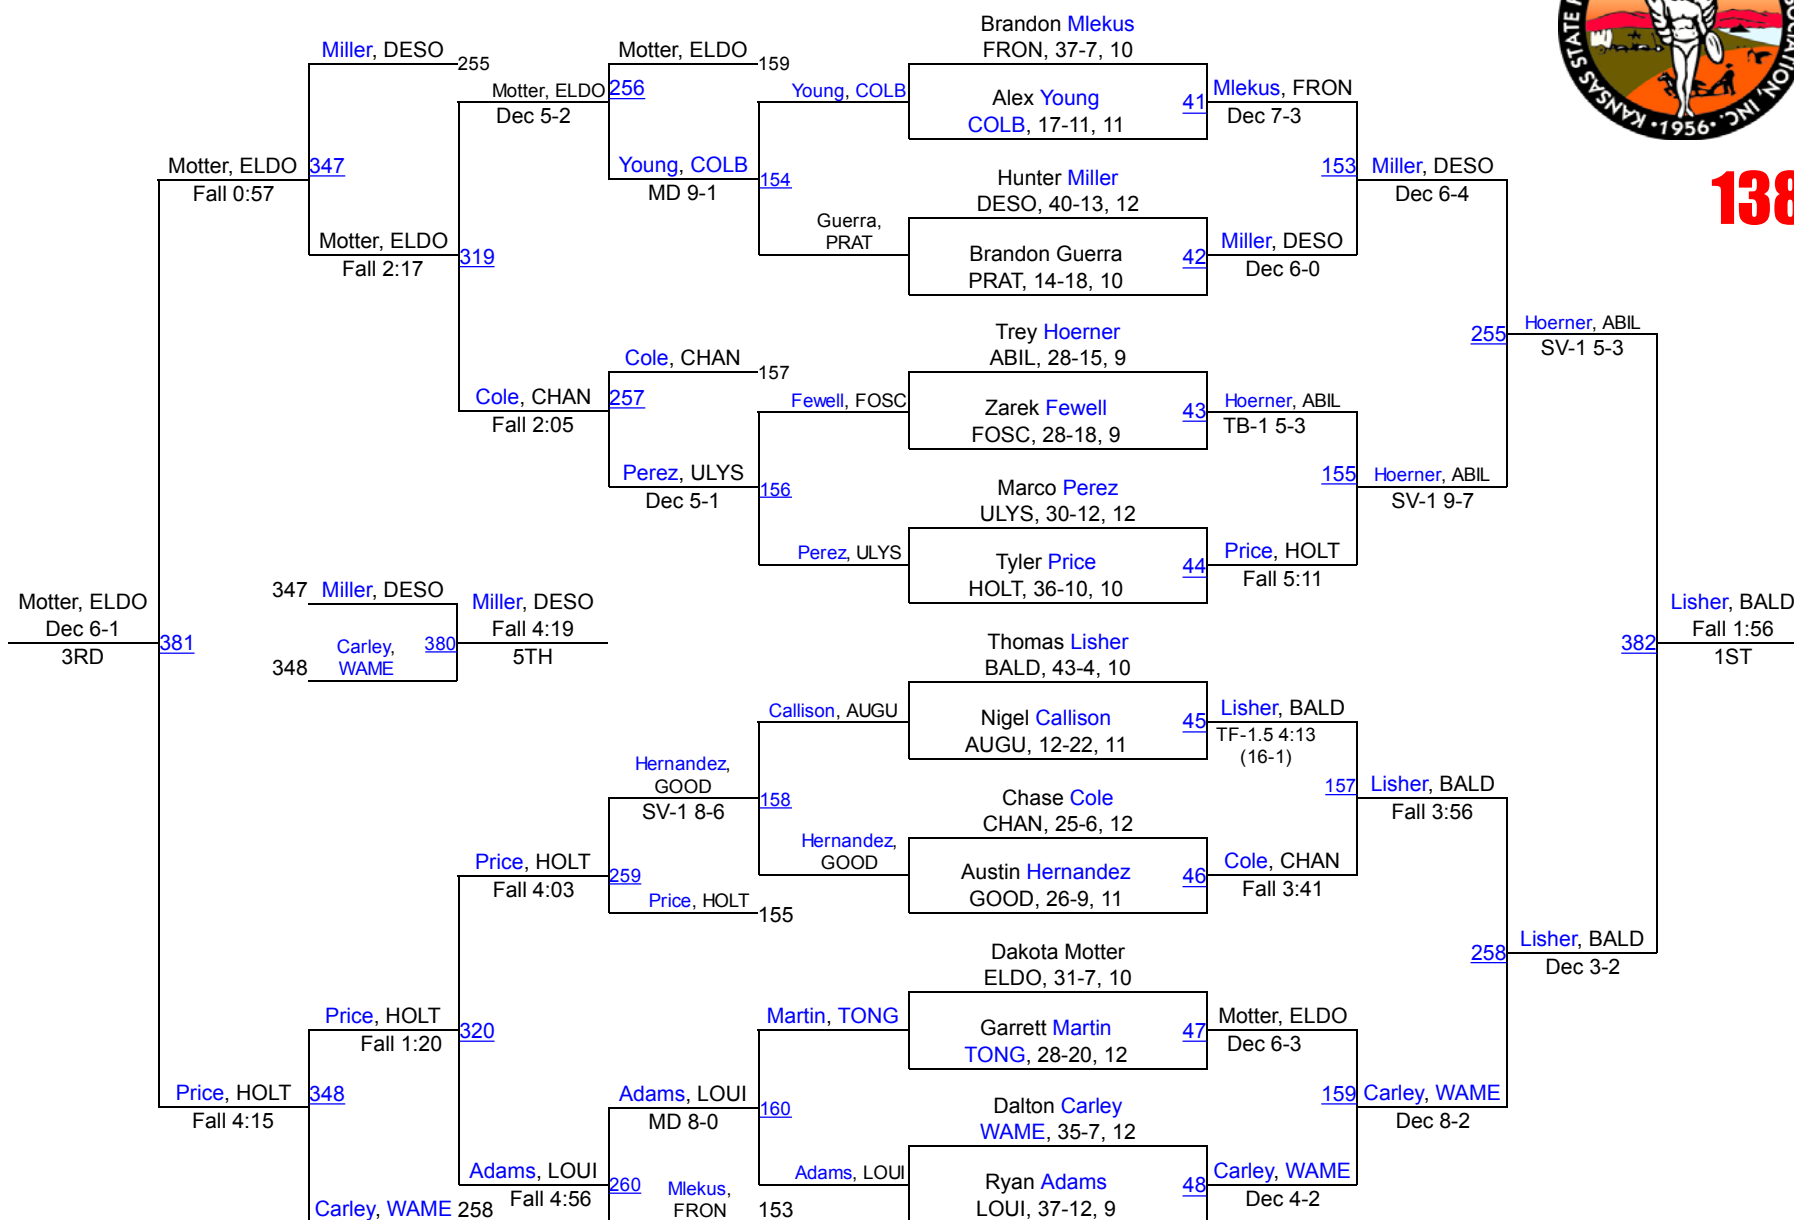 Brandon Mlekus
FRON, 37-7, 10
Miller, DESO
255
Motter, ELDO
159
Motter, ELDO
Dec 5-2
256
Young, COLB
Alex Young
COLB, 17-11, 11
41
Mlekus, FRON
Dec 7-3
KANSAS STATE
OCIATION, INC.
•1956•
138
Motter, ELDO
Fall 0:57
347
Young, COLB
MD 9-1
154
Hunter Miller
DESO, 40-13, 12
153
Miller, DESO
Dec 6-4
Motter, ELDO
Fall 2:17
319
Guerra,
PRAT
Brandon Guerra
PRAT, 14-18, 10
42
Miller, DESO
Dec 6-0
Trey Hoerner
ABIL, 28-15, 9
255
Hoerner, ABIL
SV-1 5-3
Cole, CHAN
157
Cole, CHAN
Fall 2:05
257
Fewell, FOSC
Zarek Fewell
FOSC, 28-18, 9
43
Hoerner, ABIL
TB-1 5-3
Perez, ULYS
Dec 5-1
156
Marco Perez
ULYS, 30-12, 12
155
Hoerner, ABIL
SV-1 9-7
Perez, ULYS
Tyler Price
HOLT, 36-10, 10
44
Price, HOLT
Fall 5:11
Motter, ELDO
Dec 6-1
3RD
381
347
Miller, DESO
348
Carley,
WAME
380
Miller, DESO
Fall 4:19
5TH
Thomas Lisher
BALD, 43-4, 10
382
Lisher, BALD
Fall 1:56
1ST
Callison, AUGU
Nigel Callison
AUGU, 12-22, 11
45
Lisher, BALD
TF-1.5 4:13
(16-1)
Hernandez,
GOOD
SV-1 8-6
158
Chase Cole
CHAN, 25-6, 12
157
Lisher, BALD
Fall 3:56
Price, HOLT
Fall 4:03
259
Hernandez,
GOOD
Austin Hernandez
GOOD, 26-9, 11
46
Cole, CHAN
Fall 3:41
Price, HOLT
155
Dakota Motter
ELDO, 31-7, 10
258
Lisher, BALD
Dec 3-2
Price, HOLT
Fall 1:20
320
Martin, TONG
Garrett Martin
TONG, 28-20, 12
47
Motter, ELDO
Dec 6-3
Price, HOLT
Fall 4:15
348
Adams, LOUI
MD 8-0
160
Dalton Carley
WAME, 35-7, 12
159
Carley, WAME
Dec 8-2
Adams, LOUI
Fall 4:56
260
Adams, LOUI
Ryan Adams
LOUI, 37-12, 9
48
Carley, WAME
Dec 4-2
Carley, WAME
258
Mlekus,
FRON
153